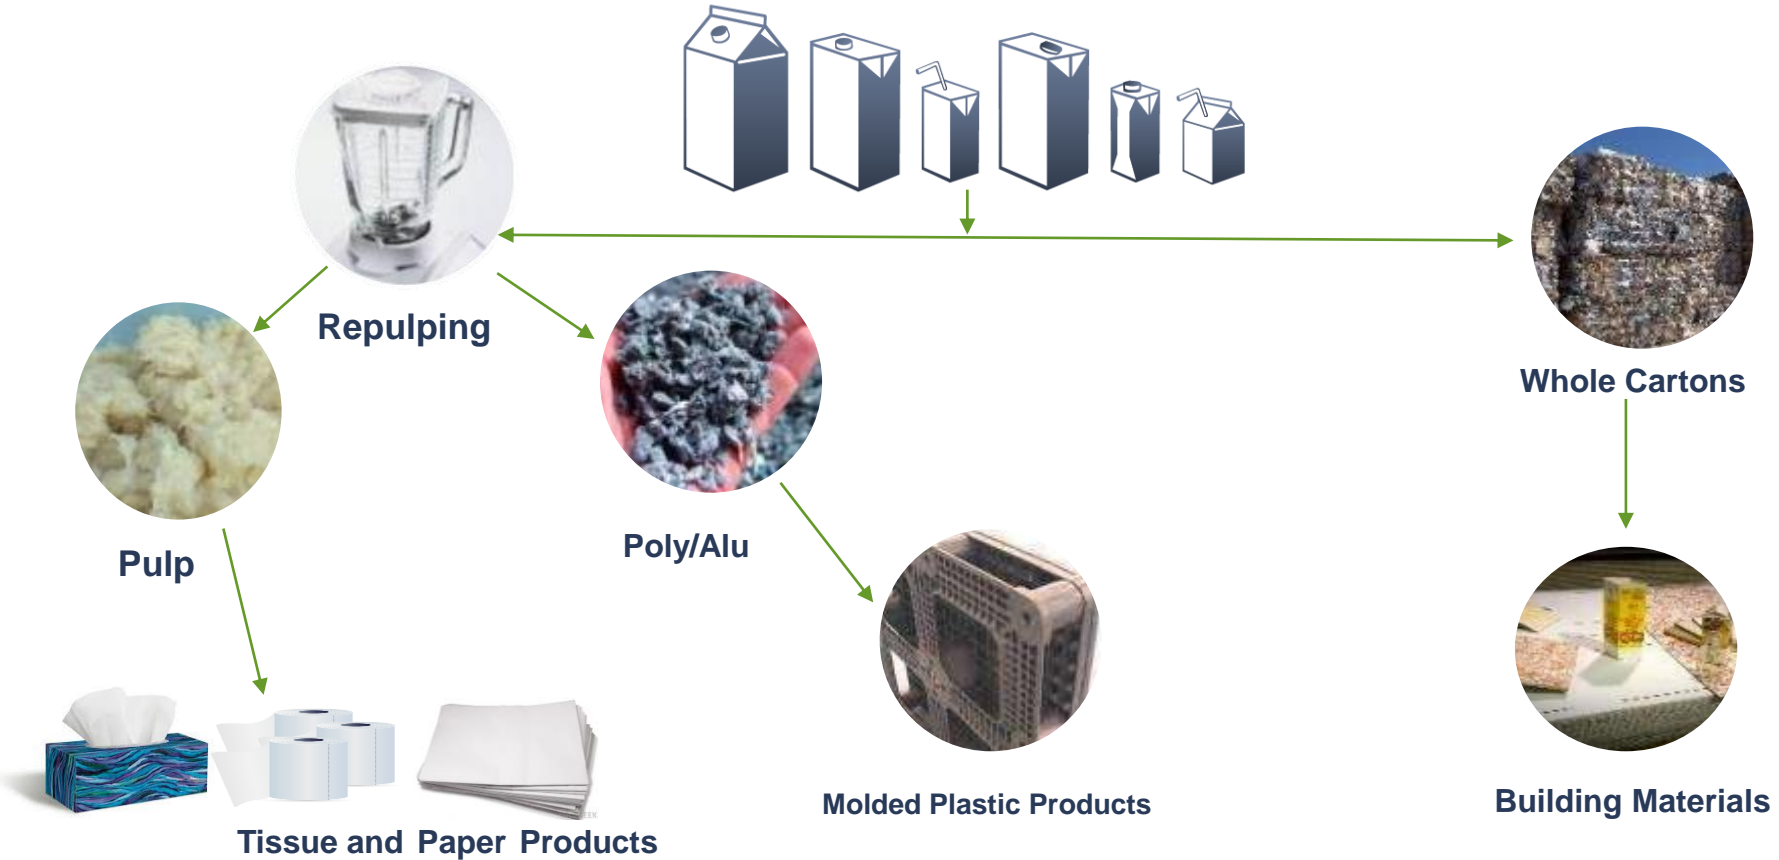 Repulping
Whole Cartons
Pulp
Poly/Alu
Molded Plastic Products
Building Materials
Tissue and Paper Products